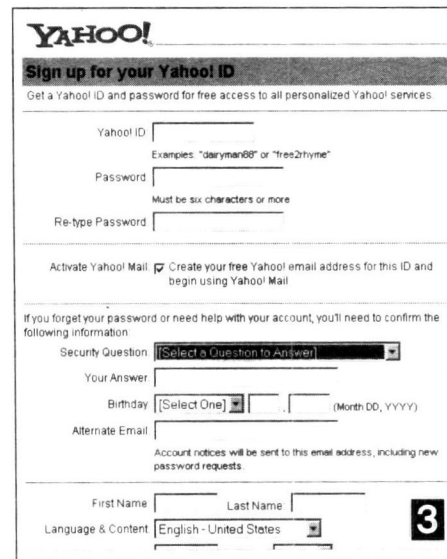 YAHOO!
Sign up for your Yahoo! ID
Get a Yahoo! ID and password for free access to all personalized Yahoo! services.
Yahoo! ID
Examples: "dairyman88" or "free2rhyme"
Password
Must be six characters or more
Re-type Password
Activate Yahoo! Mail Create your free Yahoo! email address for this ID and
begin using Yahoo! Mail
If you forget your password or need help with your account, you'll need to confirm the
following information
Security Question [Select a Question to Answer]
Your Answer
Birthday [Select One] , (Month DD, YYYY)
Alternate Email
Account notices will be sent to this email address, including new
password requests.
First Name Last Name
Language & Content English - United States
3